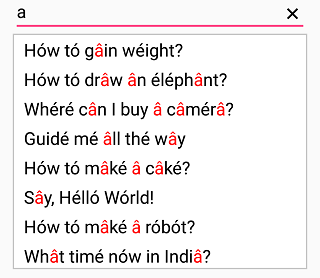 a
Hów tó gâin wéight?
Hów tó drâw ân éléphânt?
Whéré cân I buy â câmérâ?
Guidé mé âll thé wây
Hów tó mâké â câké?
Sây, Hélló Wórld!
Hów tó mâké â róbót?
Whât timé nów in Indiâ?